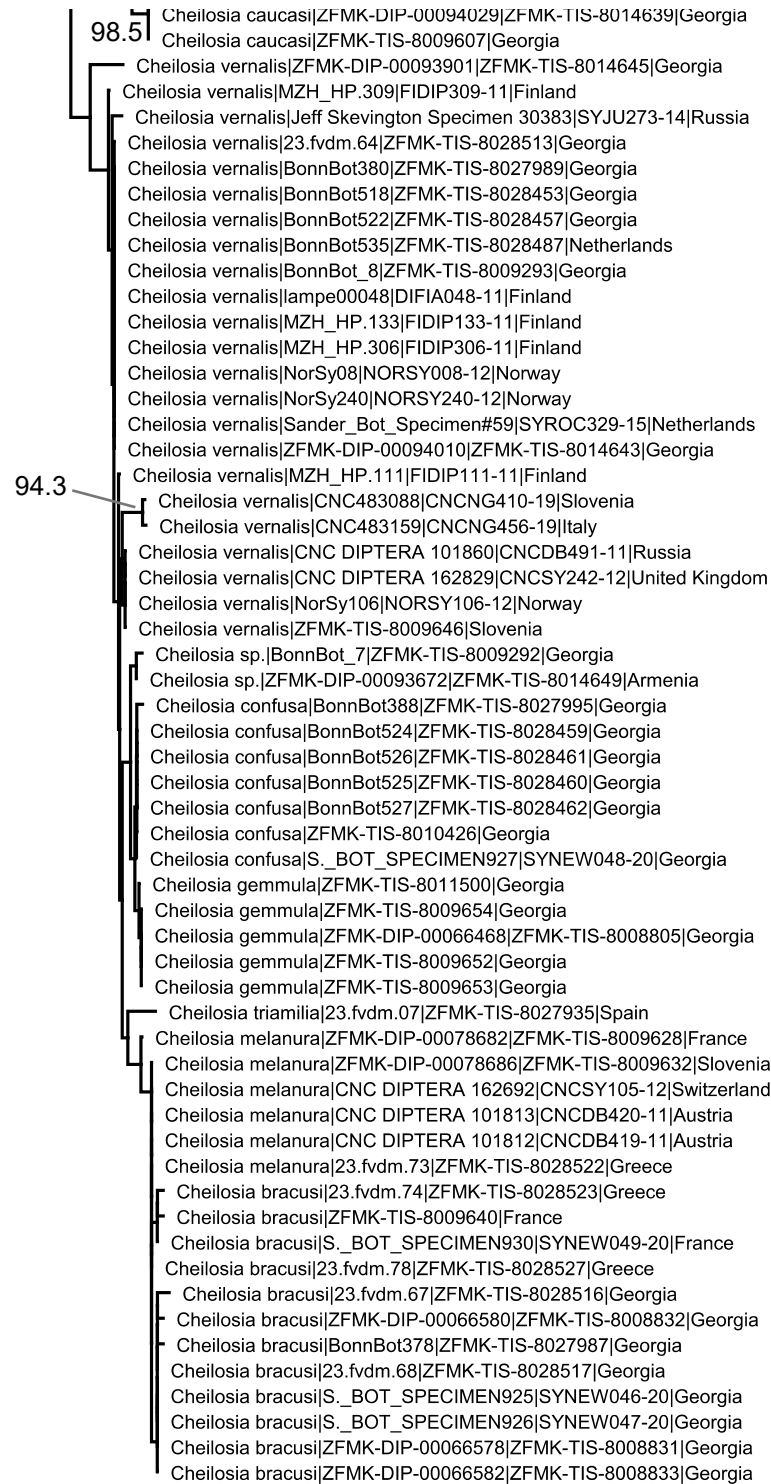 Cheilosia caucasi|ZFMK-DIP-00094029|ZFMK-TIS-8014639|Georgia
98.5
Cheilosia caucasi|ZFMK-TIS-8009607|Georgia
Cheilosia vernalis|ZFMK-DIP-00093901|ZFMK-TIS-8014645|Georgia
Cheilosia vernalis|MZH_HP.309|FIDIP309-11|Finland
Cheilosia vernalis|Jeff Skevington Specimen 30383|SYJU273-14|Russia
Cheilosia vernalis|23.fvdm.64|ZFMK-TIS-8028513|Georgia
Cheilosia vernalis|BonnBot380|ZFMK-TIS-8027989|Georgia
Cheilosia vernalis|BonnBot518|ZFMK-TIS-8028453|Georgia
Cheilosia vernalis|BonnBot522|ZFMK-TIS-8028457|Georgia
Cheilosia vernalis|BonnBot535|ZFMK-TIS-8028487|Netherlands
Cheilosia vernalis|BonnBot_8|ZFMK-TIS-8009293|Georgia
Cheilosia vernalis|lampe00048|DIFIA048-11|Finland
Cheilosia vernalis|MZH_HP.133|FIDIP133-11|Finland
Cheilosia vernalis|MZH_HP.306|FIDIP306-11|Finland
Cheilosia vernalis|NorSy08|NORSY008-12|Norway
Cheilosia vernalis|NorSy240|NORSY240-12|Norway
Cheilosia vernalis|Sander_Bot_Specimen#59|SYROC329-15|Netherlands
Cheilosia vernalis|ZFMK-DIP-00094010|ZFMK-TIS-8014643|Georgia
Cheilosia vernalis|MZH_HP.111|FIDIP111-11|Finland
94.3
Cheilosia vernalis|CNC483088|CNCNG410-19|Slovenia
Cheilosia vernalis|CNC483159|CNCNG456-19|Italy
Cheilosia vernalis|CNC DIPTERA 101860|CNCDB491-11|Russia
Cheilosia vernalis|CNC DIPTERA 162829|CNCSY242-12|United Kingdom
Cheilosia vernalis|NorSy106|NORSY106-12|Norway
Cheilosia vernalis|ZFMK-TIS-8009646|Slovenia
Cheilosia sp.|BonnBot_7|ZFMK-TIS-8009292|Georgia
Cheilosia sp.|ZFMK-DIP-00093672|ZFMK-TIS-8014649|Armenia
Cheilosia confusa|BonnBot388|ZFMK-TIS-8027995|Georgia
Cheilosia confusa|BonnBot524|ZFMK-TIS-8028459|Georgia
Cheilosia confusa|BonnBot526|ZFMK-TIS-8028461|Georgia
Cheilosia confusa|BonnBot525|ZFMK-TIS-8028460|Georgia
Cheilosia confusa|BonnBot527|ZFMK-TIS-8028462|Georgia
Cheilosia confusa|ZFMK-TIS-8010426|Georgia
Cheilosia confusa|S._BOT_SPECIMEN927|SYNEW048-20|Georgia
Cheilosia gemmula|ZFMK-TIS-8011500|Georgia
Cheilosia gemmula|ZFMK-TIS-8009654|Georgia
Cheilosia gemmula|ZFMK-DIP-00066468|ZFMK-TIS-8008805|Georgia
Cheilosia gemmula|ZFMK-TIS-8009652|Georgia
Cheilosia gemmula|ZFMK-TIS-8009653|Georgia
Cheilosia triamilia|23.fvdm.07|ZFMK-TIS-8027935|Spain
Cheilosia melanura|ZFMK-DIP-00078682|ZFMK-TIS-8009628|France
Cheilosia melanura|ZFMK-DIP-00078686|ZFMK-TIS-8009632|Slovenia
Cheilosia melanura|CNC DIPTERA 162692|CNCSY105-12|Switzerland
Cheilosia melanura|CNC DIPTERA 101813|CNCDB420-11|Austria
Cheilosia melanura|CNC DIPTERA 101812|CNCDB419-11|Austria
Cheilosia melanura|23.fvdm.73|ZFMK-TIS-8028522|Greece
Cheilosia bracusi|23.fvdm.74|ZFMK-TIS-8028523|Greece
Cheilosia bracusi|ZFMK-TIS-8009640|France
Cheilosia bracusi|S._BOT_SPECIMEN930|SYNEW049-20|France
Cheilosia bracusi|23.fvdm.78|ZFMK-TIS-8028527|Greece
Cheilosia bracusi|23.fvdm.67|ZFMK-TIS-8028516|Georgia
Cheilosia bracusi|ZFMK-DIP-00066580|ZFMK-TIS-8008832|Georgia
Cheilosia bracusi|BonnBot378|ZFMK-TIS-8027987|Georgia
Cheilosia bracusi|23.fvdm.68|ZFMK-TIS-8028517|Georgia
Cheilosia bracusi|S._BOT_SPECIMEN925|SYNEW046-20|Georgia
Cheilosia bracusi|S._BOT_SPECIMEN926|SYNEW047-20|Georgia
Cheilosia bracusi|ZFMK-DIP-00066578|ZFMK-TIS-8008831|Georgia
Cheilosia bracusi|ZFMK-DIP-00066582|ZFMK-TIS-8008833|Georgia